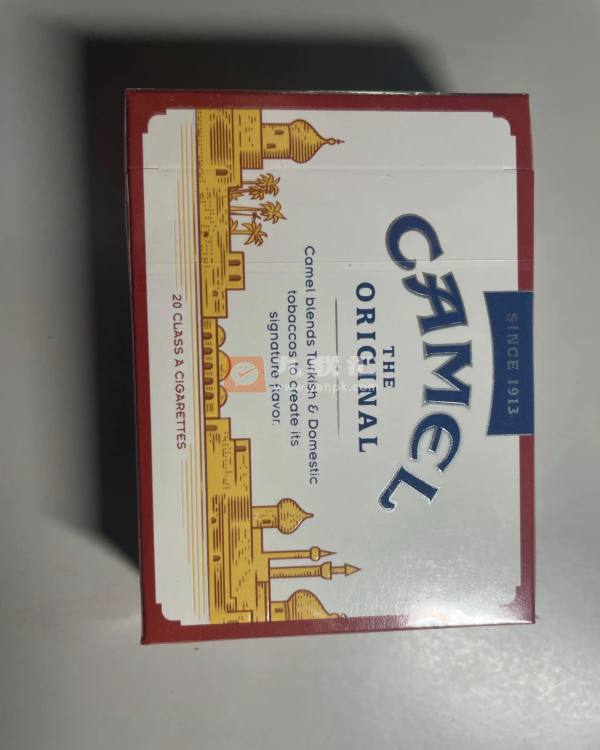 SINCE 1913
CAMEL
THE
ORIGINAL
Camel blends Turkish & Domestic
tobaccos to create its
signature flavor.
20 CLASS A CIGARETTES